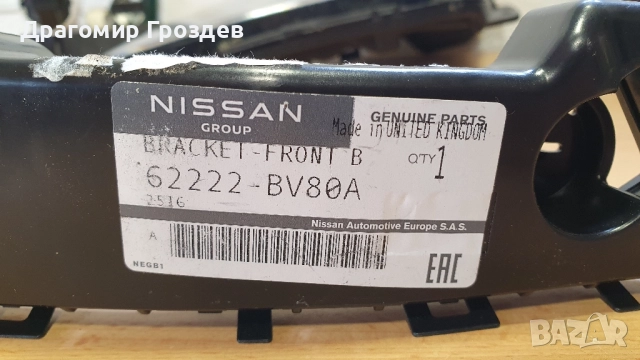 Драгомир Гроздев
NISSAN
GROUP
GENUINE PARTS
Made in UNITED KINGDOM
BRACKET-FRONT B
QTY 1
62222-BV80A
2516
Nissan Automotive Europe S.A.S.
A
NEGB1
EAC
BAZAR